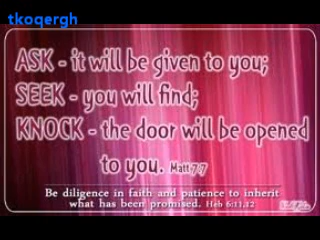 tkoqergh
ASK - it will be given to you;
SEEK - you will find;
KNOCK - the door will be opened
to you. Matt 7:7
Be diligence in faith and patience to inherit
what has been promised. Heb 6:11,12